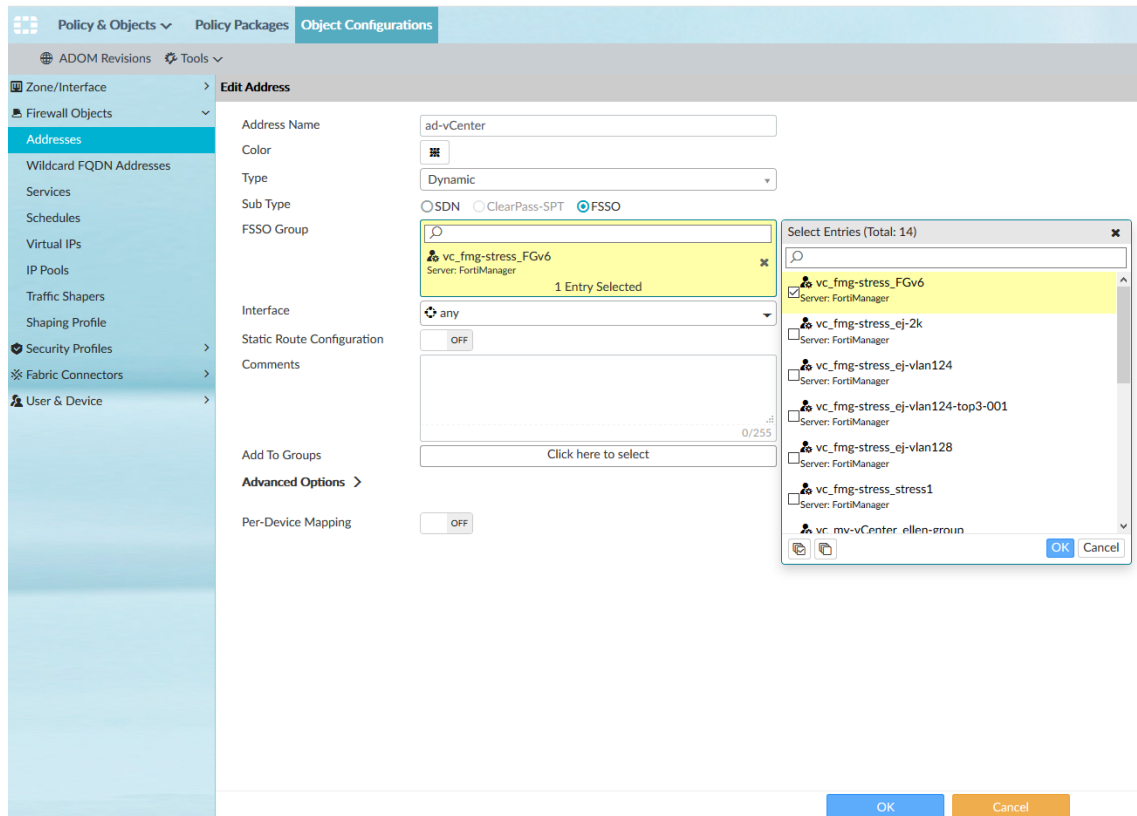 Policy & Objects Policy Packages Object Configurations
ADOM Revisions Tools
Zone/Interface
Firewall Objects
Addresses
Wildcard FQDN Addresses
Services
Schedules
Virtual IPs
IP Pools
Traffic Shapers
Shaping Profile
Security Profiles
Fabric Connectors
User & Device
Edit Address
Address Name ad-vCenter
Color
Type Dynamic
Sub Type SDN ClearPass-SPT FSSO
FSSO Group
vc_fmg-stress_FGv6
Server: FortiManager
1 Entry Selected
Interface any
Static Route Configuration OFF
Comments
0/255
Add To Groups Click here to select
Advanced Options
Per-Device Mapping OFF
Select Entries (Total: 14)
vc_fmg-stress_FGv6
Server: FortiManager
vc_fmg-stress_ej-2k
Server: FortiManager
vc_fmg-stress_ej-vlan124
Server: FortiManager
vc_fmg-stress_ej-vlan124-top3-001
Server: FortiManager
vc_fmg-stress_ej-vlan128
Server: FortiManager
vc_fmg-stress_stress1
Server: FortiManager
vc_my-vCenter_ellen-group
OK Cancel
OK Cancel